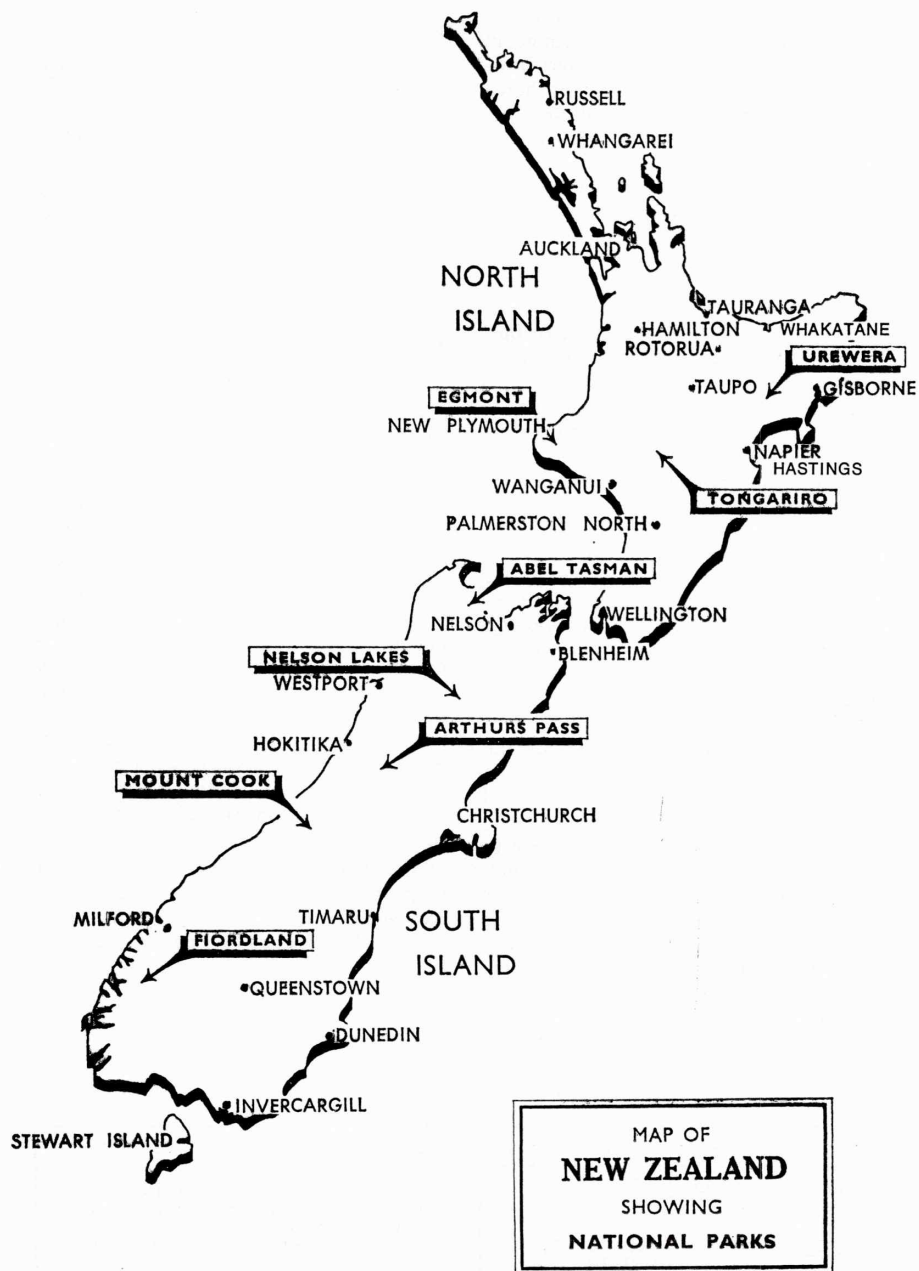 RUSSELL
WHANGAREI
AUCKLAND
NORTH
ISLAND
TAURANGA
HAMILTON
WHAKATANE
ROTORUA
UREWERA
TAUPO
GISBORNE
EGMONT
NEW PLYMOUTH
NAPIER
HASTINGS
WANGANUI
TONGARIRO
PALMERSTON NORTH
ABEL TASMAN
NELSON
WELLINGTON
BLENHEIM
NELSON LAKES
WESTPORT
ARTHURS PASS
HOKITIKA
MOUNT COOK
CHRISTCHURCH
MILFORD
TIMARU
SOUTH
ISLAND
FIORDLAND
QUEENSTOWN
DUNEDIN
INVERCARGILL
STEWART ISLAND
MAP OF
NEW ZEALAND
SHOWING
NATIONAL PARKS